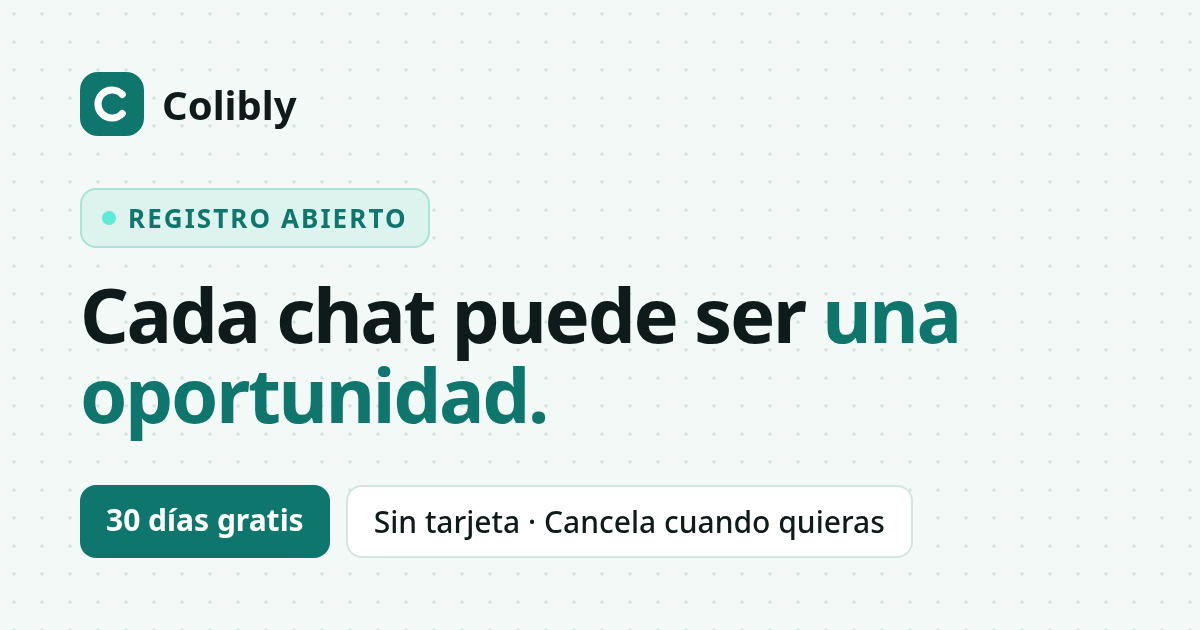 Colibly
REGISTRO ABIERTO
Cada chat puede ser una
oportunidad.
30 días gratis
Sin tarjeta · Cancela cuando quieras